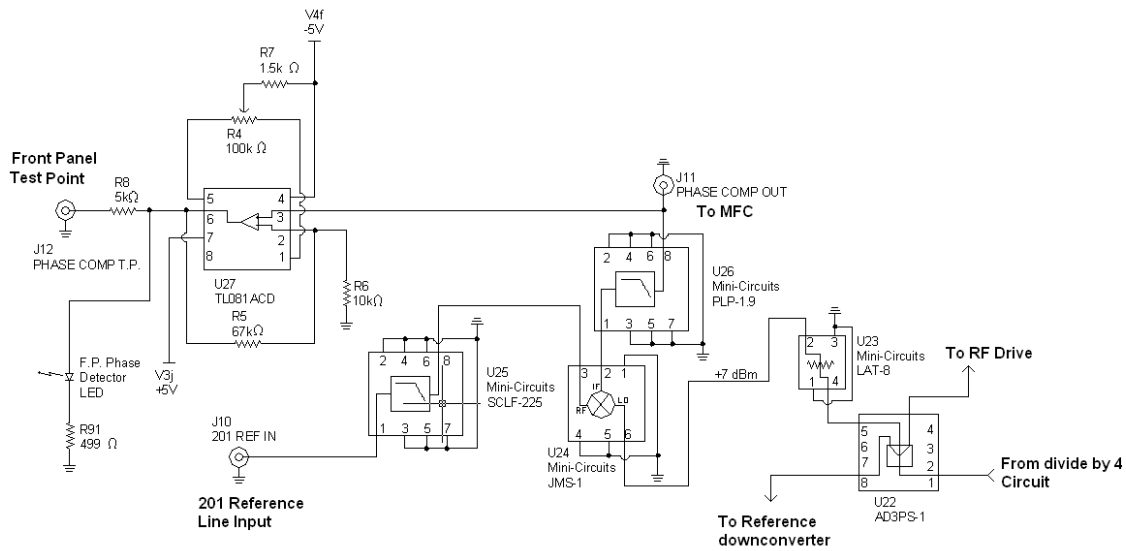 V4f
-5V
R7
1.5k Ω
R4
100k Ω
Front Panel
Test Point
R8
5kΩ
J12
PHASE COMP T.P.
5
6
7
8
4
3
2
1
U27
TL081ACD
R5
67kΩ
R6
10kΩ
V3j
+5V
F.P. Phase
Detector
LED
R91
499 Ω
J11
PHASE COMP OUT
To MFC
2 4 6 8
1 3 5 7
U26
Mini-Circuits
PLP-1.9
2 4 6 8
1 3 5 7
U25
Mini-Circuits
SCLF-225
J10
201 REF IN
201 Reference
Line Input
3 2 1
IF
RF
LO
4 5 6
U24
Mini-Circuits
JMS-1
+7 dBm
2 3
1 4
U23
Mini-Circuits
LAT-8
To RF Drive
5
6
7
8
4
3
2
1
U22
AD3PS-1
From divide by 4
Circuit
To Reference
downconverter